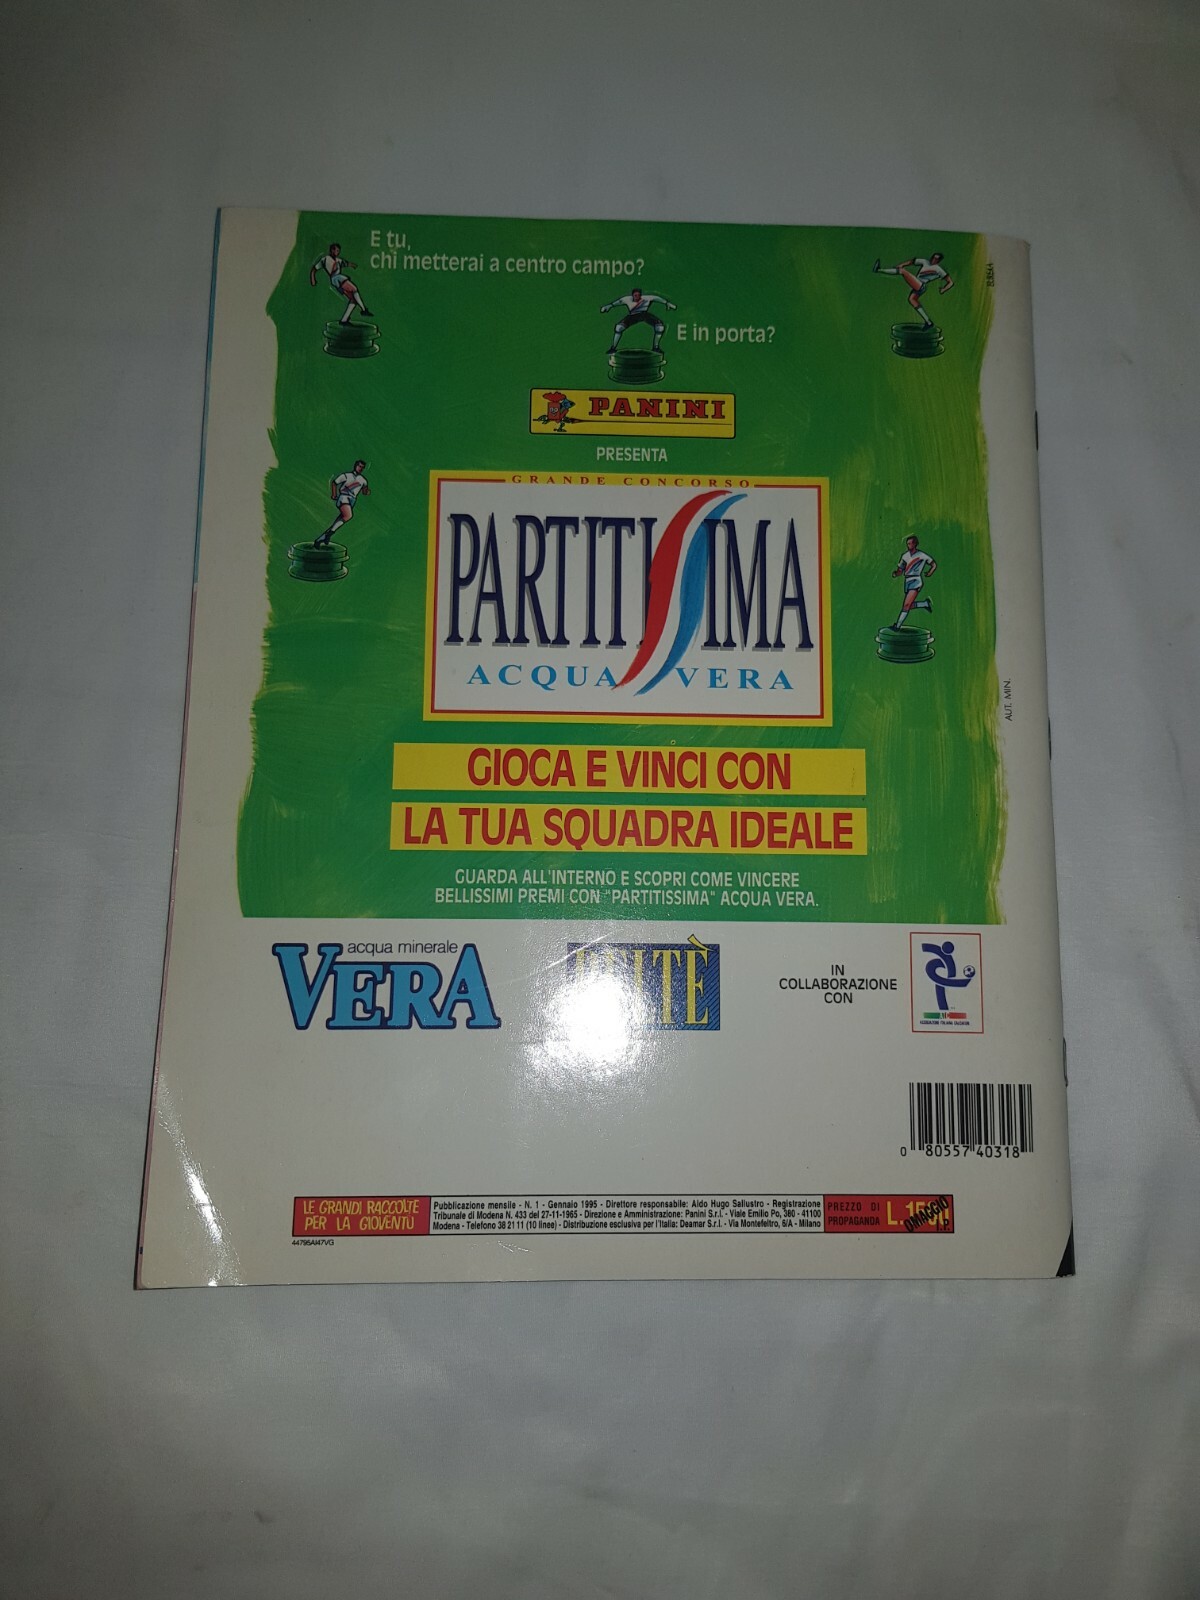 E tu,
chi metterai a centro campo?
E in porta?
PANINI
PRESENTA
GRANDE CONCORSO
PARTITISSIMA
ACQUA VERA
AUT. MIN.
GIOCA E VINCI CON
LA TUA SQUADRA IDEALE
GUARDA ALL'INTERNO E SCOPRI COME VINCERE
BELLISSIMI PREMI CON "PARTITISSIMA" ACQUA VERA.
acqua minerale
VERA
IN
COLLABORAZIONE
CON
ASSOCIAZIONE ITALIANA CALCIATORI
0 80557 40318
LE GRANDI RACCOLTE
PER LA GIOVENTÙ
Pubblicazione mensile - N. 1 - Gennaio 1995 - Direttore responsabile: Aldo Hugo Sallustro - Registrazione
Tribunale di Modena N. 433 del 27-11-1965 - Direzione e Amministrazione: Panini S.r.l. - Viale Emilio Po, 380 - 41100
Modena - Telefono 38 21 11 (10 linee) - Distribuzione esclusiva per l'Italia: Deamar S.r.l. - Via Montefeltro, 6/A - Milano
PREZZO DI
PROPAGANDA
L.
OMAGGIO
I.P.
44795AI47VG